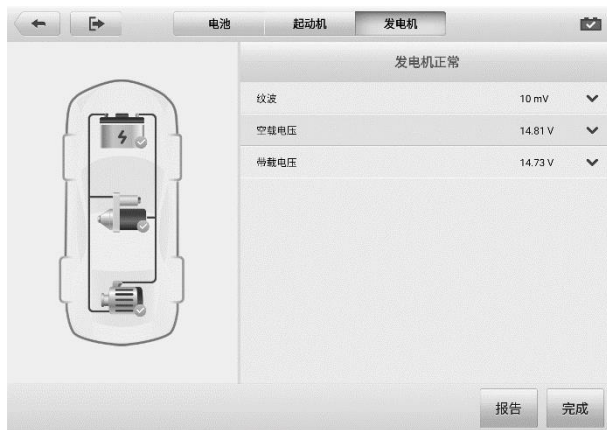 电池 起动机 发电机
发电机正常
纹波 10 mV
空载电压 14.81 V
带载电压 14.73 V
报告 完成